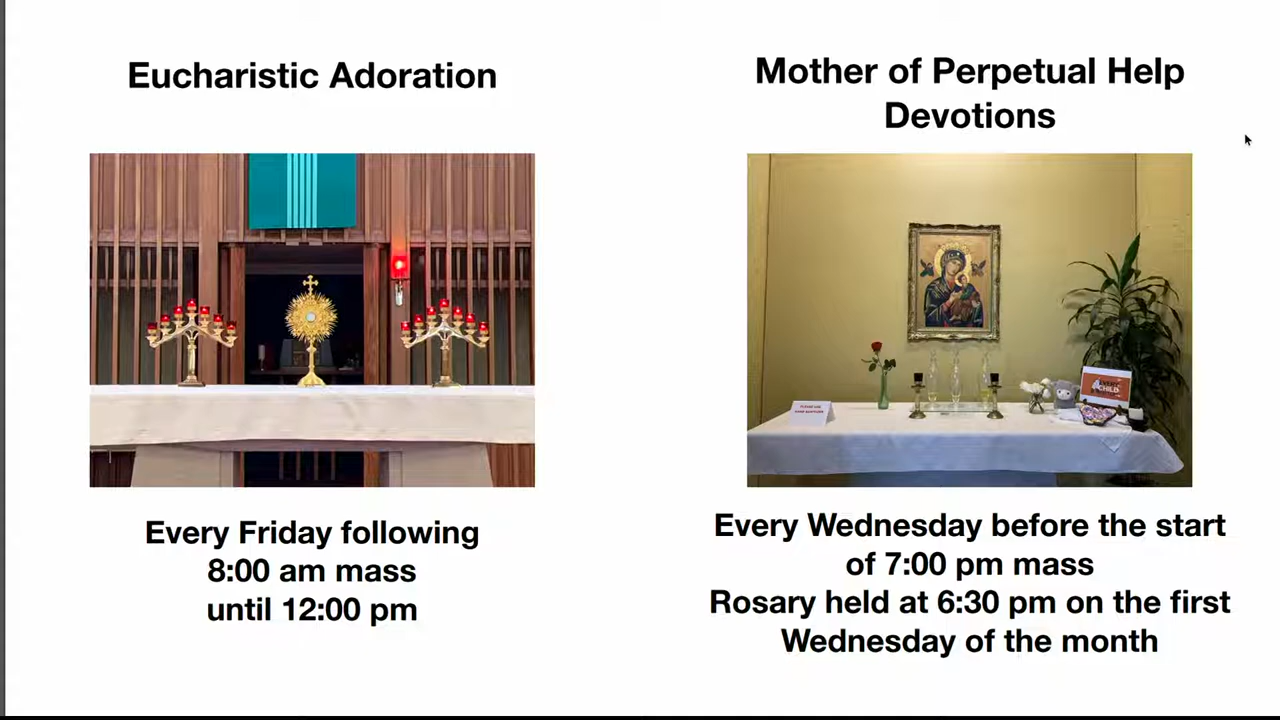 Eucharistic Adoration
Every Friday following
8:00 am mass
until 12:00 pm
Mother of Perpetual Help
Devotions
EVERY
CHILD
Every Wednesday before the start
of 7:00 pm mass
Rosary held at 6:30 pm on the first
Wednesday of the month